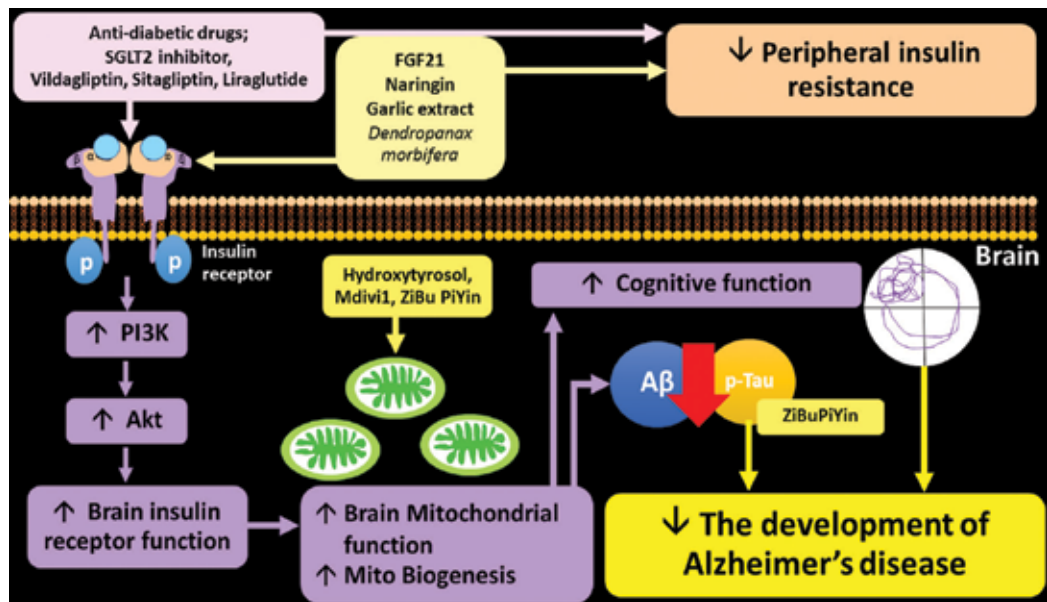 Anti-diabetic drugs;
SGLT2 inhibitor,
Vildagliptin, Sitagliptin, Liraglutide
FGF21
Naringin
Garlic extract
Dendropanax
morbifera
↓ Peripheral insulin
resistance
β α α β
p p
Insulin
receptor
Brain
Hydroxytyrosol,
Mdivi1, ZiBu PiYin
↑ Cognitive function
↑ PI3K
Aβ p-Tau
ZiBuPiYin
↑ Akt
↑ Brain insulin
receptor function
↑ Brain Mitochondrial
function
↑ Mito Biogenesis
↓ The development of
Alzheimer's disease